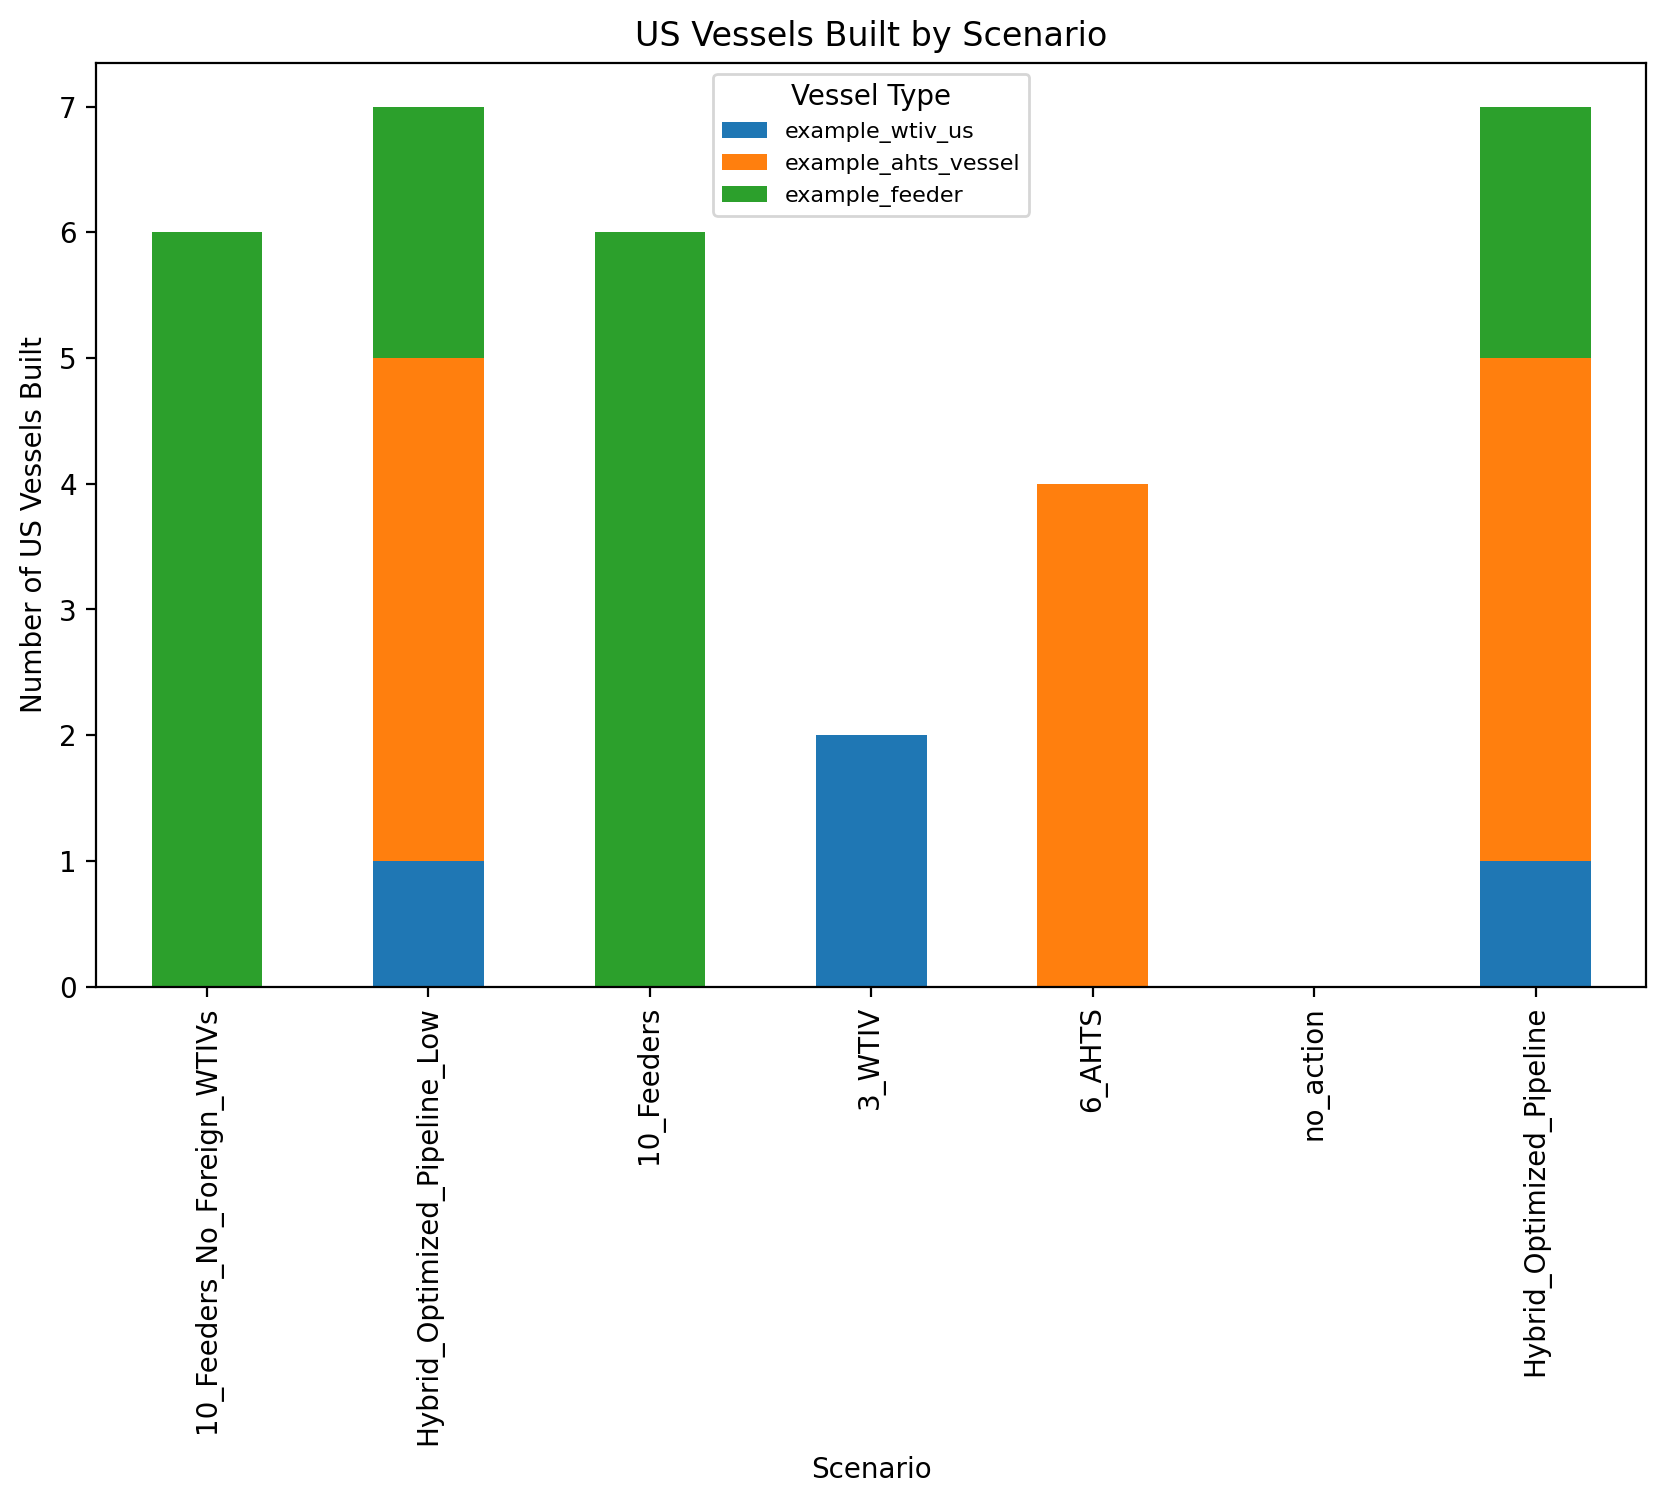 US Vessels Built by Scenario
Vessel Type
example_wtiv_us
example_ahts_vessel
example_feeder
Number of US Vessels Built
7
6
5
4
3
2
1
0
10_Feeders_No_Foreign_WTIVs
Hybrid_Optimized_Pipeline_Low
10_Feeders
3_WTIV
6_AHTS
no_action
Hybrid_Optimized_Pipeline
Scenario